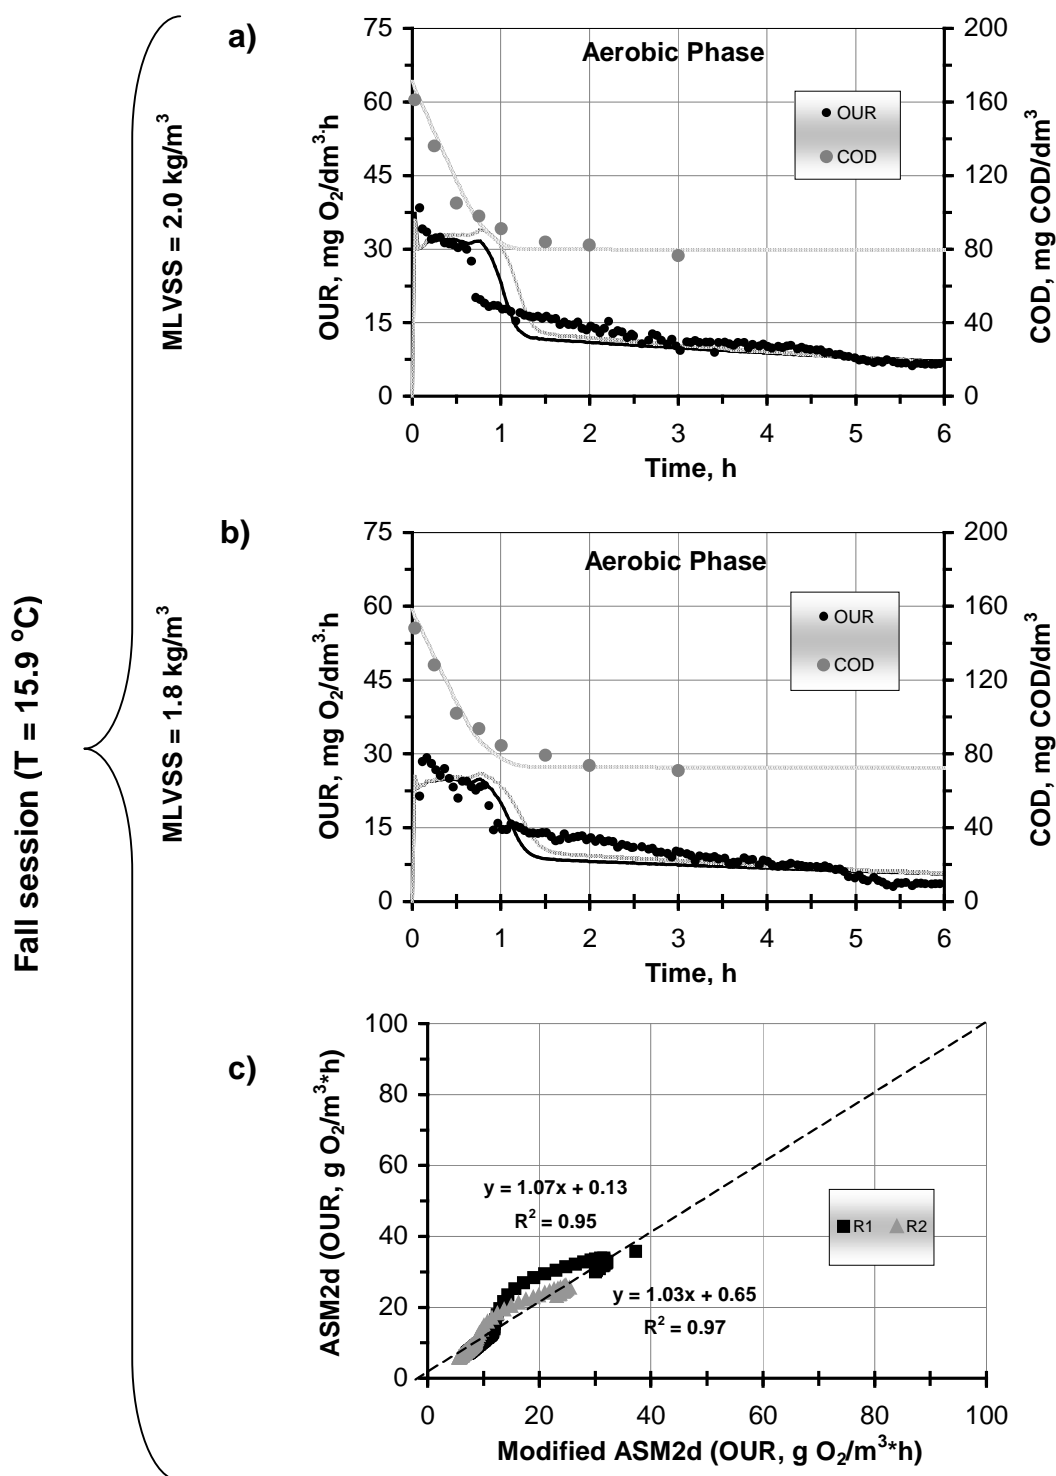 Fall session (T = 15.9 °C)
MLVSS = 2.0 kg/m³
MLVSS = 1.8 kg/m³
a)
Aerobic Phase
OUR
COD
75
60
45
30
15
0
200
160
120
80
40
0
0 1 2 3 4 5 6
OUR, mg O₂/dm³·h
COD, mg COD/dm³
Time, h
b)
Aerobic Phase
OUR
COD
75
60
45
30
15
0
200
160
120
80
40
0
0 1 2 3 4 5 6
OUR, mg O₂/dm³·h
COD, mg COD/dm³
Time, h
c)
100
80
60
40
20
0
y = 1.07x + 0.13
R² = 0.95
R1 R2
y = 1.03x + 0.65
R² = 0.97
0 20 40 60 80 100
ASM2d (OUR, g O₂/m³*h)
Modified ASM2d (OUR, g O₂/m³*h)